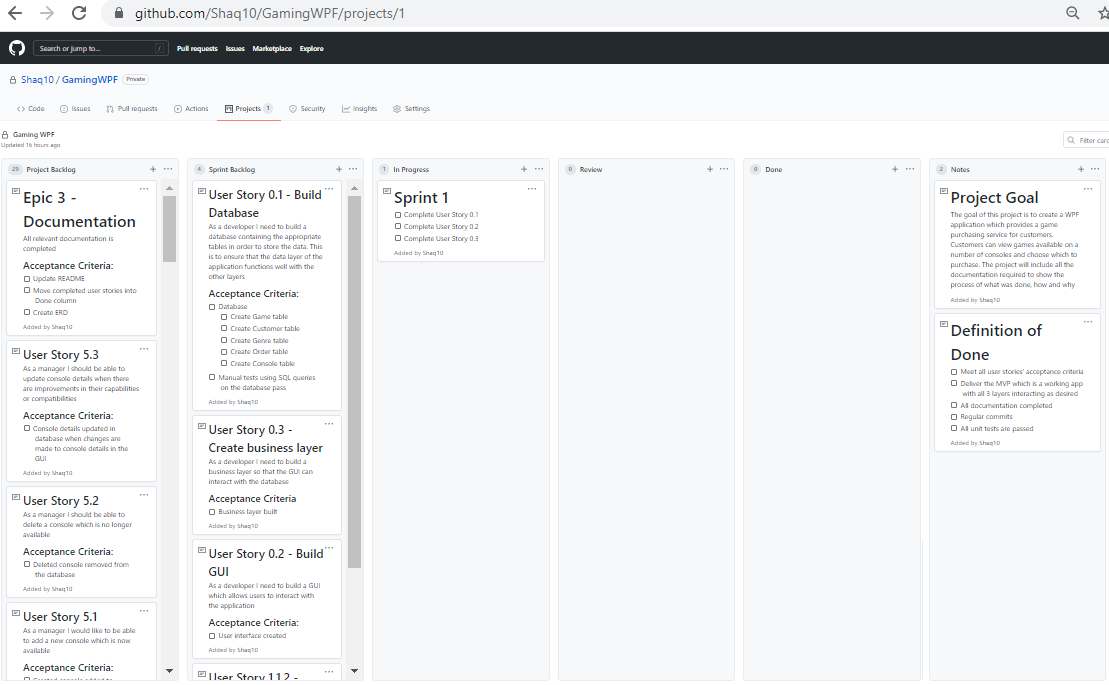 github.com/Shaq10/GamingWPF/projects/1
Search or jump to...
/
Pull requests Issues Marketplace Explore
Shaq10 / GamingWPF Private
Code Issues Pull requests Actions Projects 1 Security Insights Settings
Gaming WPF
Updated 16 hours ago
Filter card
29 Project Backlog
Epic 3 -
Documentation
All relevant documentation is
completed
Acceptance Criteria:
Update README
Move completed user stories into
Done column
Create ERD
Added by Shaq10
User Story 5.3
As a manager I should be able to
update console details when there
are improvements in their capabilities
or compatibilities
Acceptance Criteria:
Console details updated in
database when changes are
made to console details in the
GUI
Added by Shaq10
User Story 5.2
As a manager I should be able to
delete a console which is no longer
available
Acceptance Criteria:
Deleted console removed from
the database
Added by Shaq10
User Story 5.1
As a manager I would like to be able
to add a new console which is now
available
Acceptance Criteria:
Created console added to
4 Sprint Backlog
User Story 0.1 - Build
Database
As a developer I need to build a
database containing the appropriate
tables in order to store the data. This
is to ensure that the data layer of the
application functions well with the
other layers
Acceptance Criteria:
Database
Create Game table
Create Customer table
Create Genre table
Create Order table
Create Console table
Manual tests using SQL queries
on the database pass
Added by Shaq10
User Story 0.3 -
Create business layer
As a developer I need to build a
business layer so that the GUI can
interact with the database
Acceptance Criteria
Business layer built
Added by Shaq10
User Story 0.2 - Build
GUI
As a developer I need to build a GUI
which allows users to interact with
the application
Acceptance Criteria:
User interface created
Added by Shaq10
User Story 1.1.2 -
1 In Progress
Sprint 1
Complete User Story 0.1
Complete User Story 0.2
Complete User Story 0.3
Added by Shaq10
0 Review
0 Done
2 Notes
Project Goal
The goal of this project is to create a WPF
application which provides a game
purchasing service for customers.
Customers can view games available on a
number of consoles and choose which to
purchase. The project will include all the
documentation required to show the
process of what was done, how and why
Added by Shaq10
Definition of
Done
Meet all user stories' acceptance criteria
Deliver the MVP which is a working app
with all 3 layers interacting as desired
All documentation completed
Regular commits
All unit tests are passed
Added by Shaq10